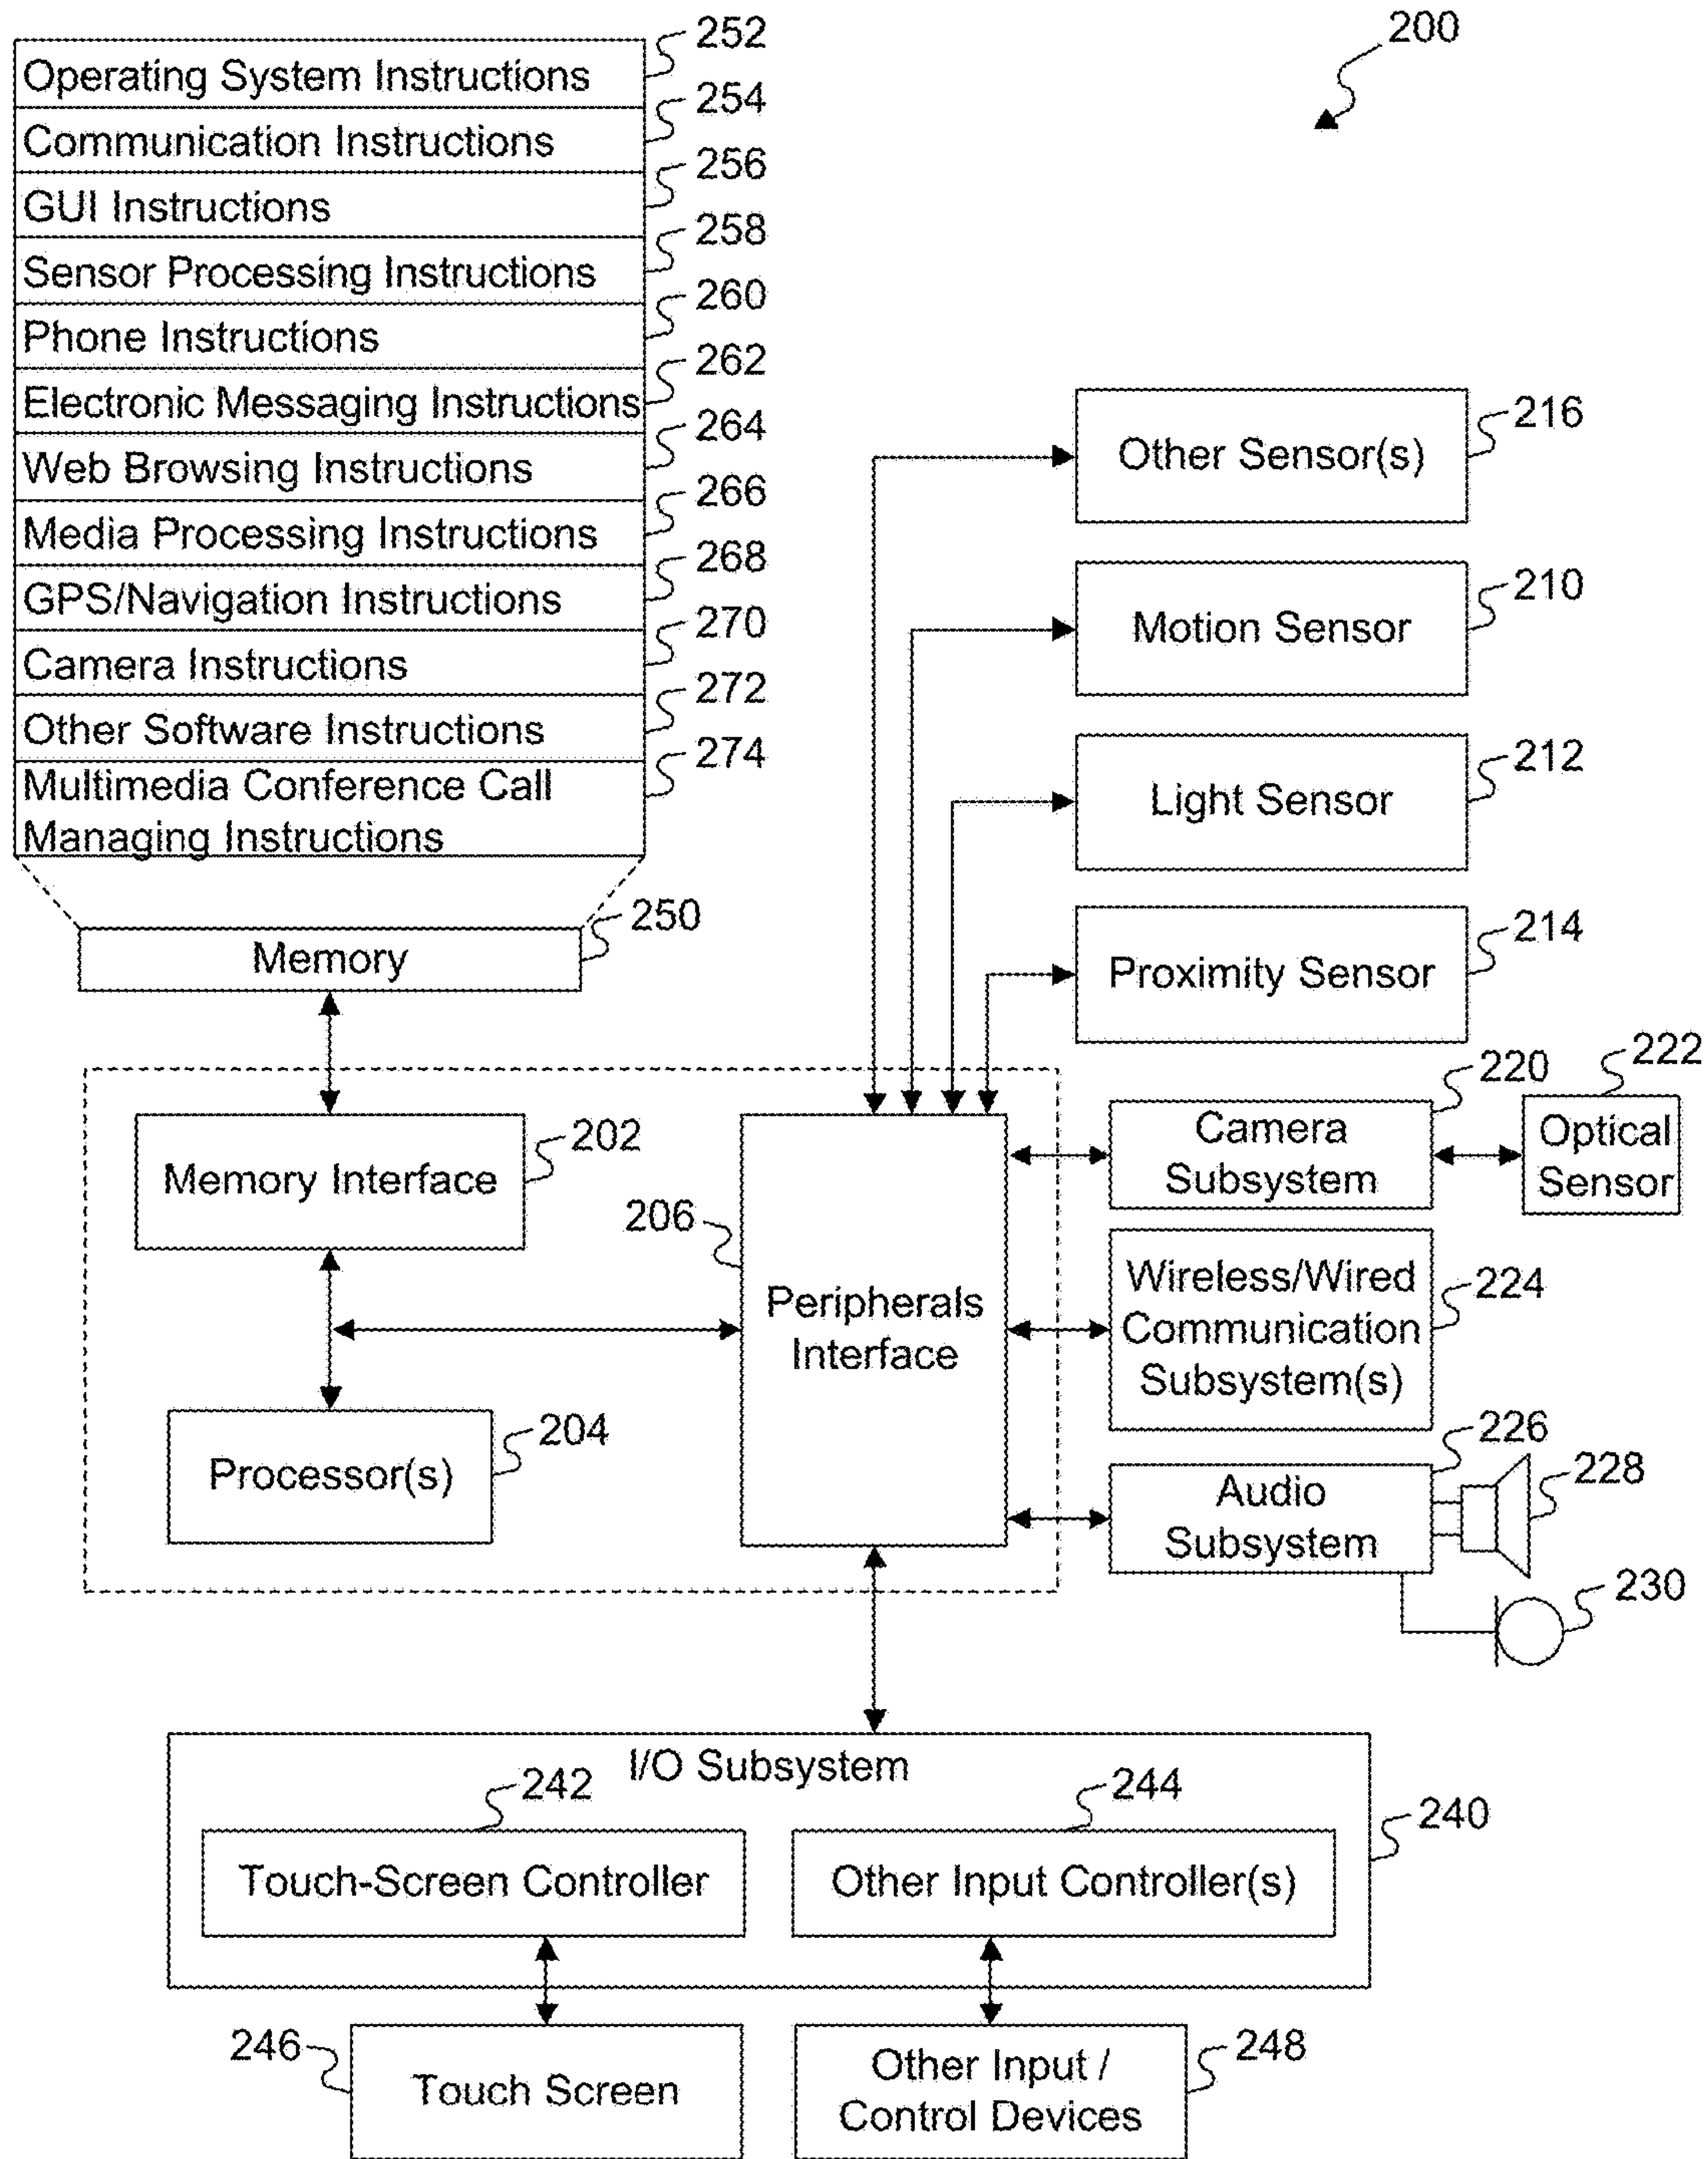 200
252
Operating System Instructions
254
Communication Instructions
256
GUI Instructions
258
Sensor Processing Instructions
260
Phone Instructions
262
Electronic Messaging Instructions
264
Web Browsing Instructions
266
Media Processing Instructions
268
GPS/Navigation Instructions
270
Camera Instructions
272
Other Software Instructions
274
Multimedia Conference Call
Managing Instructions
250
Memory
216
Other Sensor(s)
210
Motion Sensor
212
Light Sensor
214
Proximity Sensor
202
Memory Interface
204
Processor(s)
206
Peripherals
Interface
220
Camera
Subsystem
222
Optical
Sensor
224
Wireless/Wired
Communication
Subsystem(s)
226
Audio
Subsystem
228
230
I/O Subsystem
240
242
Touch-Screen Controller
244
Other Input Controller(s)
246
Touch Screen
248
Other Input /
Control Devices